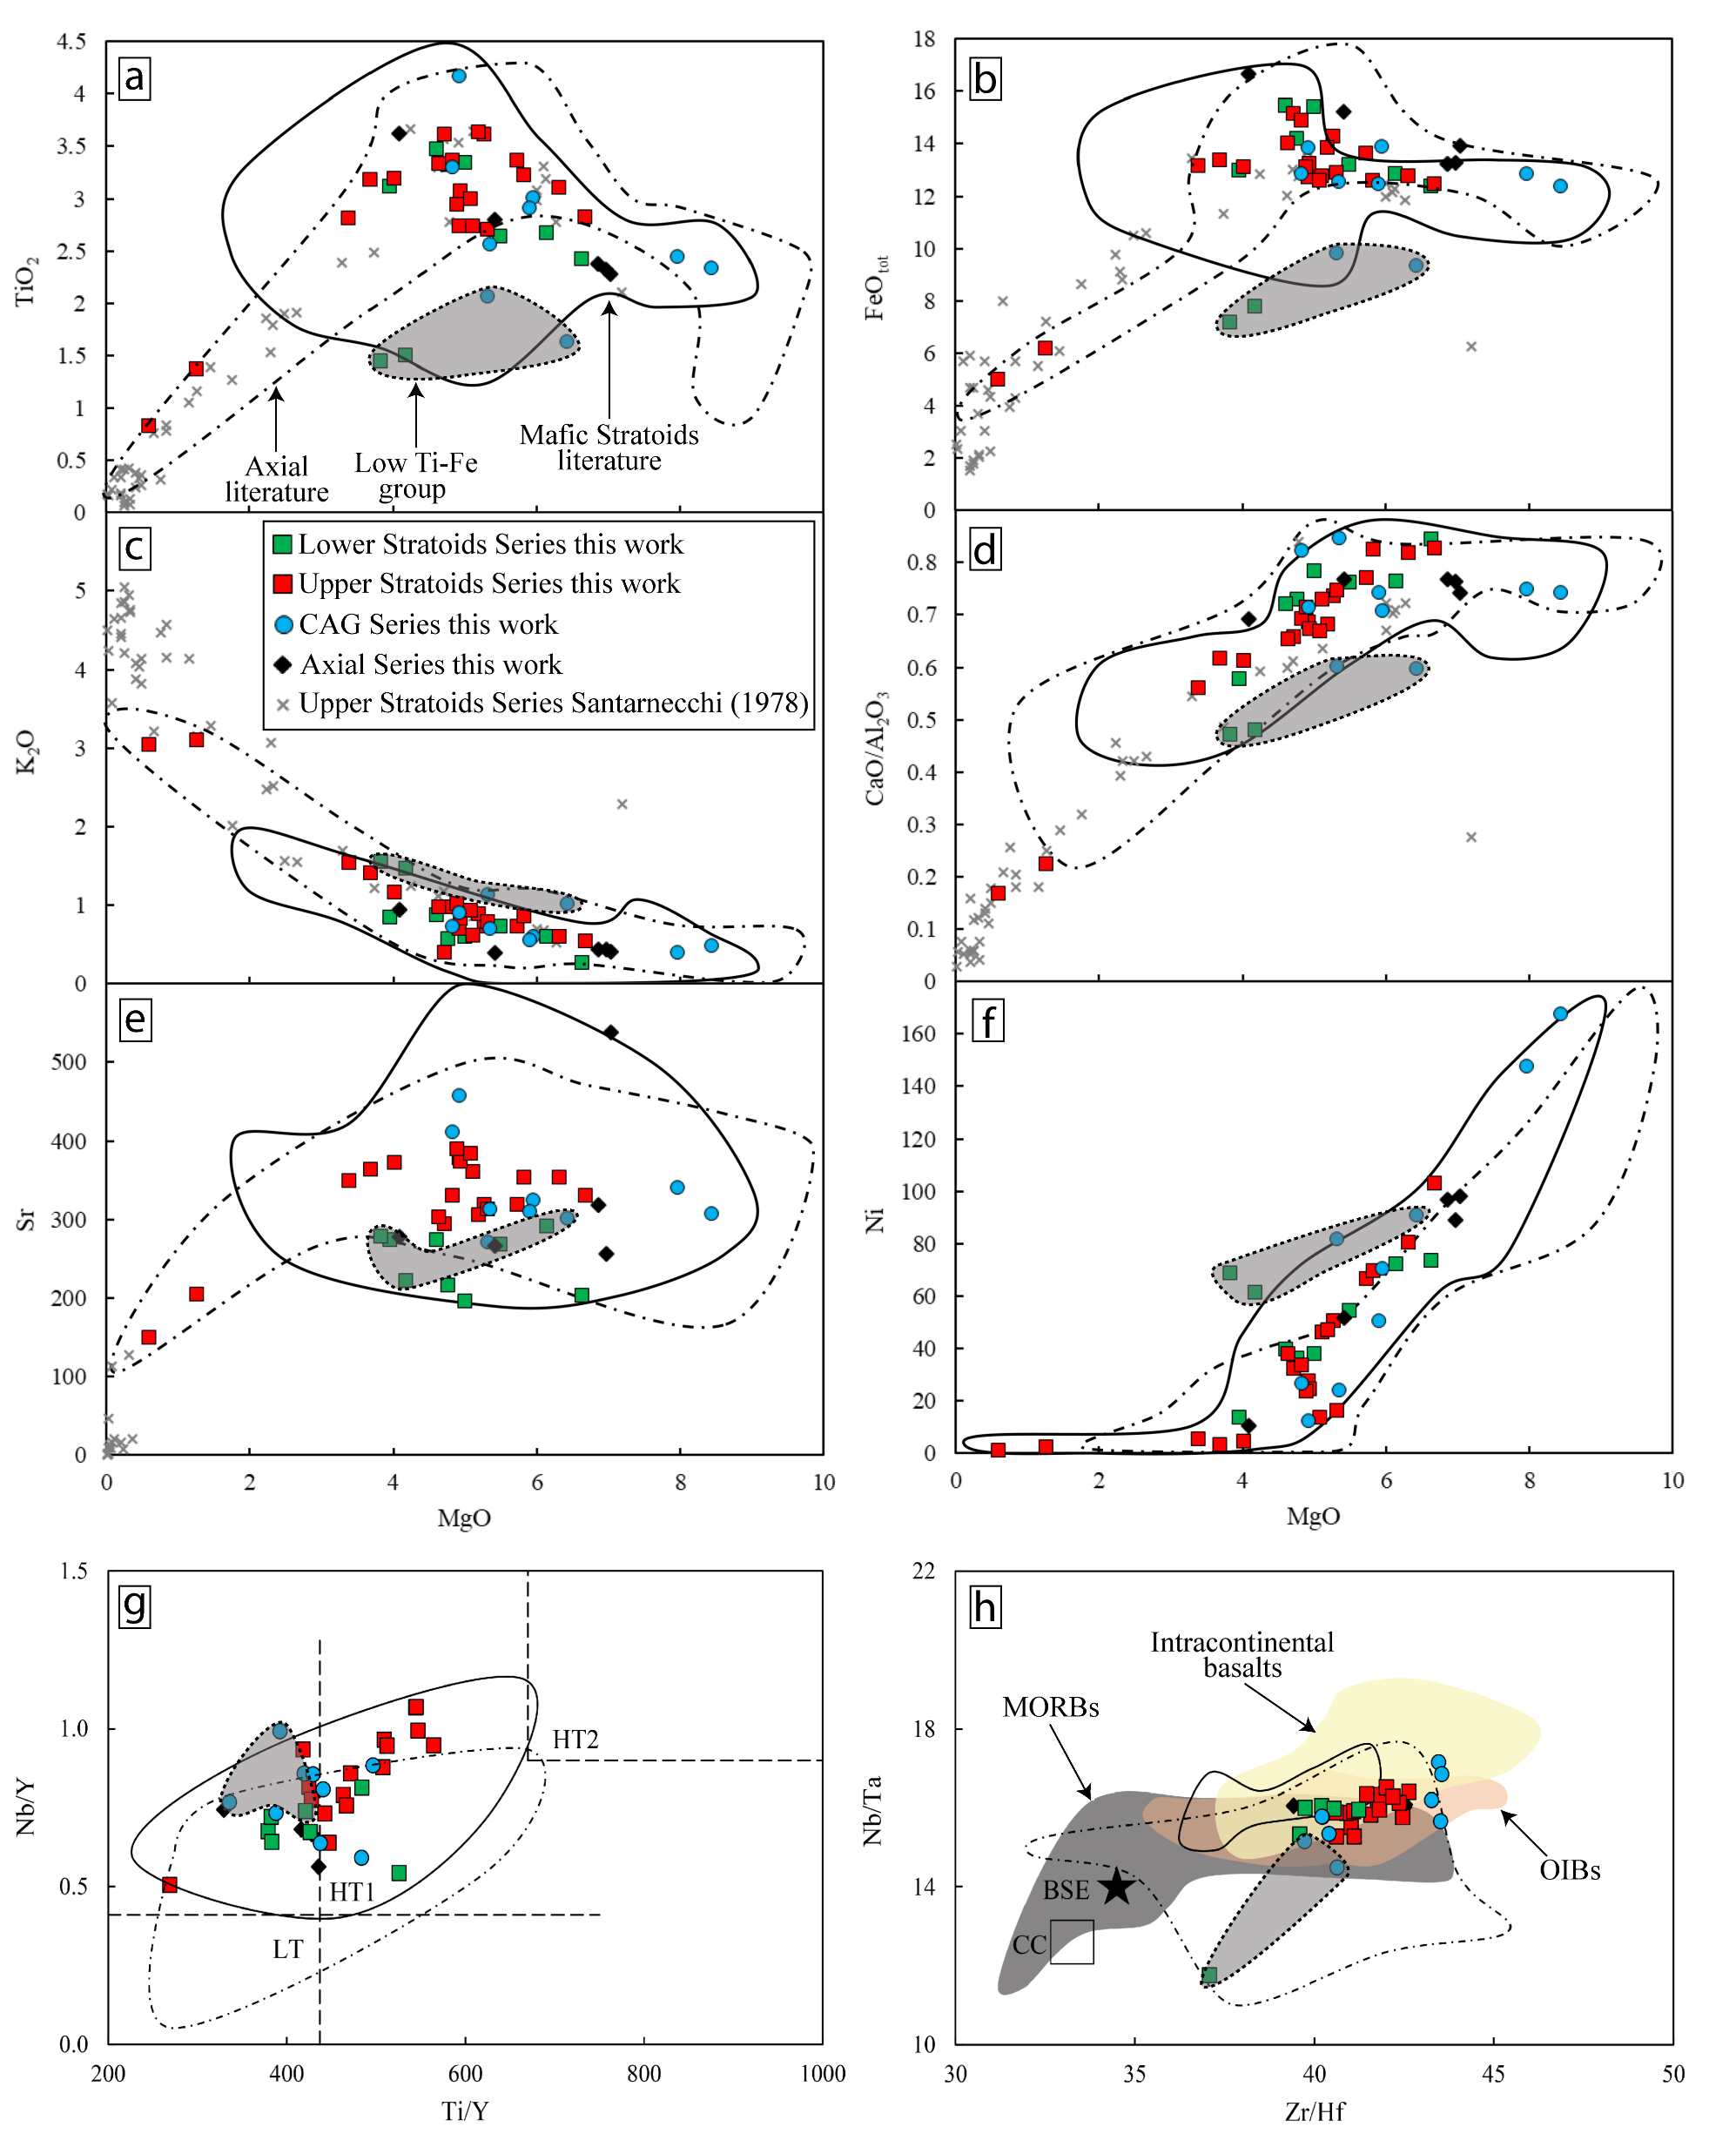 a
4.5
4
3.5
3
2.5
2
1.5
1
0.5
0
TiO2
Axial
literature
Low Ti-Fe
group
Mafic Stratoids
literature
b
18
16
14
12
10
8
6
4
2
0
FeOtot
c
5
4
3
2
1
0
K2O
Lower Stratoids Series this work
Upper Stratoids Series this work
CAG Series this work
Axial Series this work
Upper Stratoids Series Santarnecchi (1978)
d
0.8
0.7
0.6
0.5
0.4
0.3
0.2
0.1
0
CaO/Al2O3
e
500
400
300
200
100
0
Sr
0 2 4 6 8 10
MgO
f
160
140
120
100
80
60
40
20
0
Ni
0 2 4 6 8 10
MgO
g
1.5
1.0
0.5
0.0
Nb/Y
HT2
HT1
LT
200 400 600 800 1000
Ti/Y
h
22
18
14
10
Nb/Ta
Intracontinental
basalts
MORBs
OIBs
BSE
CC
30 35 40 45 50
Zr/Hf